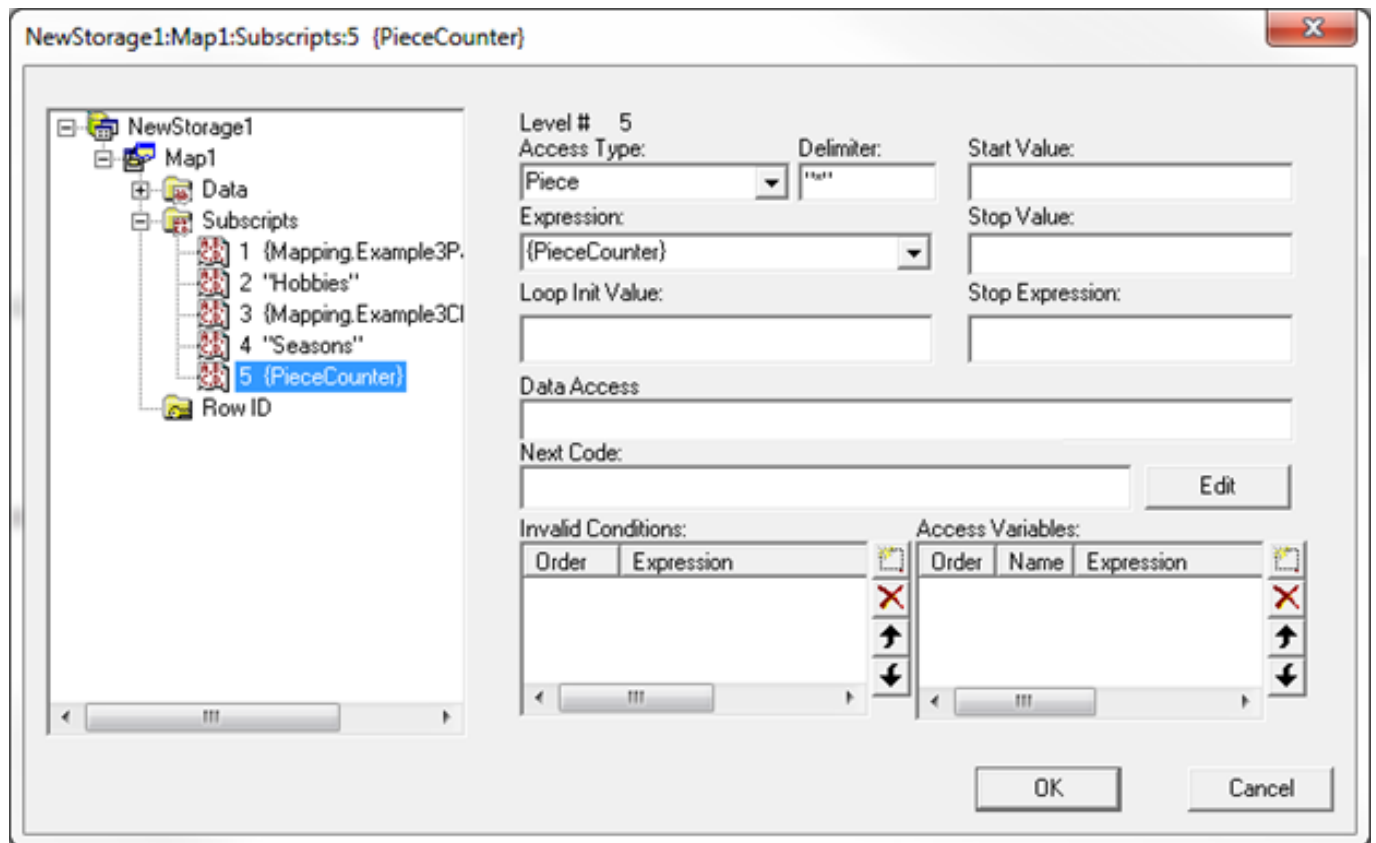 NewStorage1:Map1:Subscripts:5 {PieceCounter}
NewStorage1
Map1
Data
Subscripts
1 {Mapping.Example3P
2 "Hobbies"
3 {Mapping.Example3Cl
4 "Seasons"
5 {PieceCounter}
Row ID
Level # 5
Access Type: Delimiter: Start Value:
Piece
Expression: Stop Value:
{PieceCounter}
Loop Init Value: Stop Expression:
Data Access
Next Code:
Edit
Invalid Conditions: Access Variables:
Order Expression Order Name Expression
OK Cancel